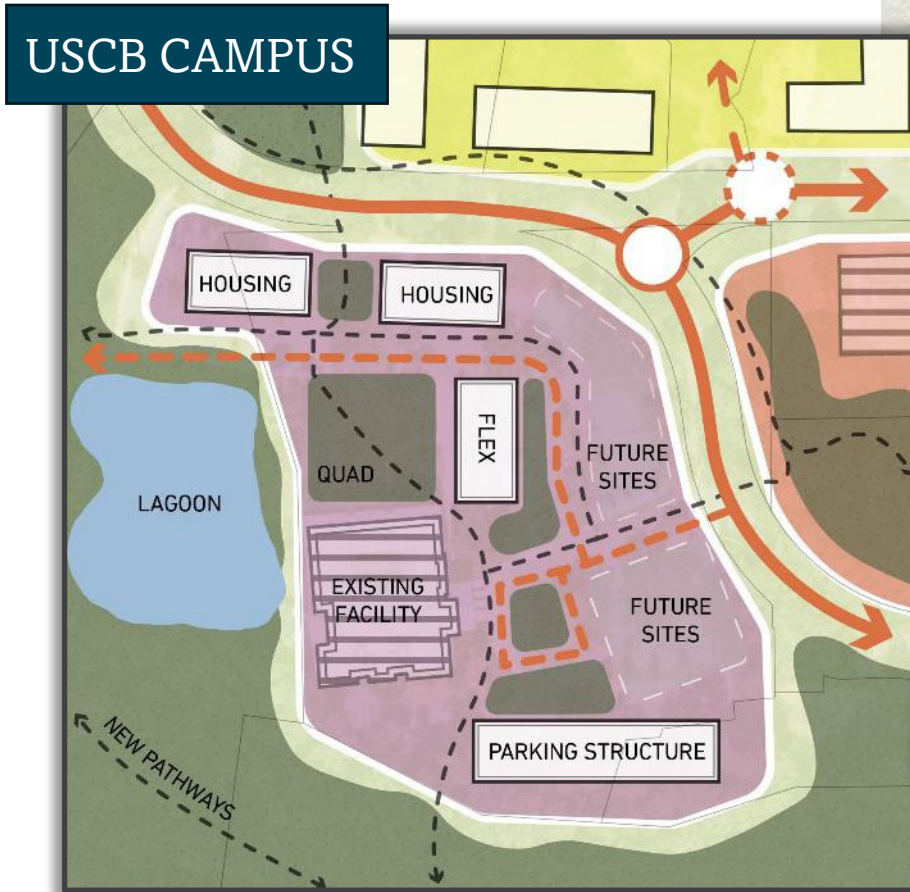 USCB CAMPUS
HOUSING
HOUSING
FLEX
FUTURE
SITES
QUAD
LAGOON
EXISTING
FACILITY
FUTURE
SITES
PARKING STRUCTURE
NEW PATHWAYS